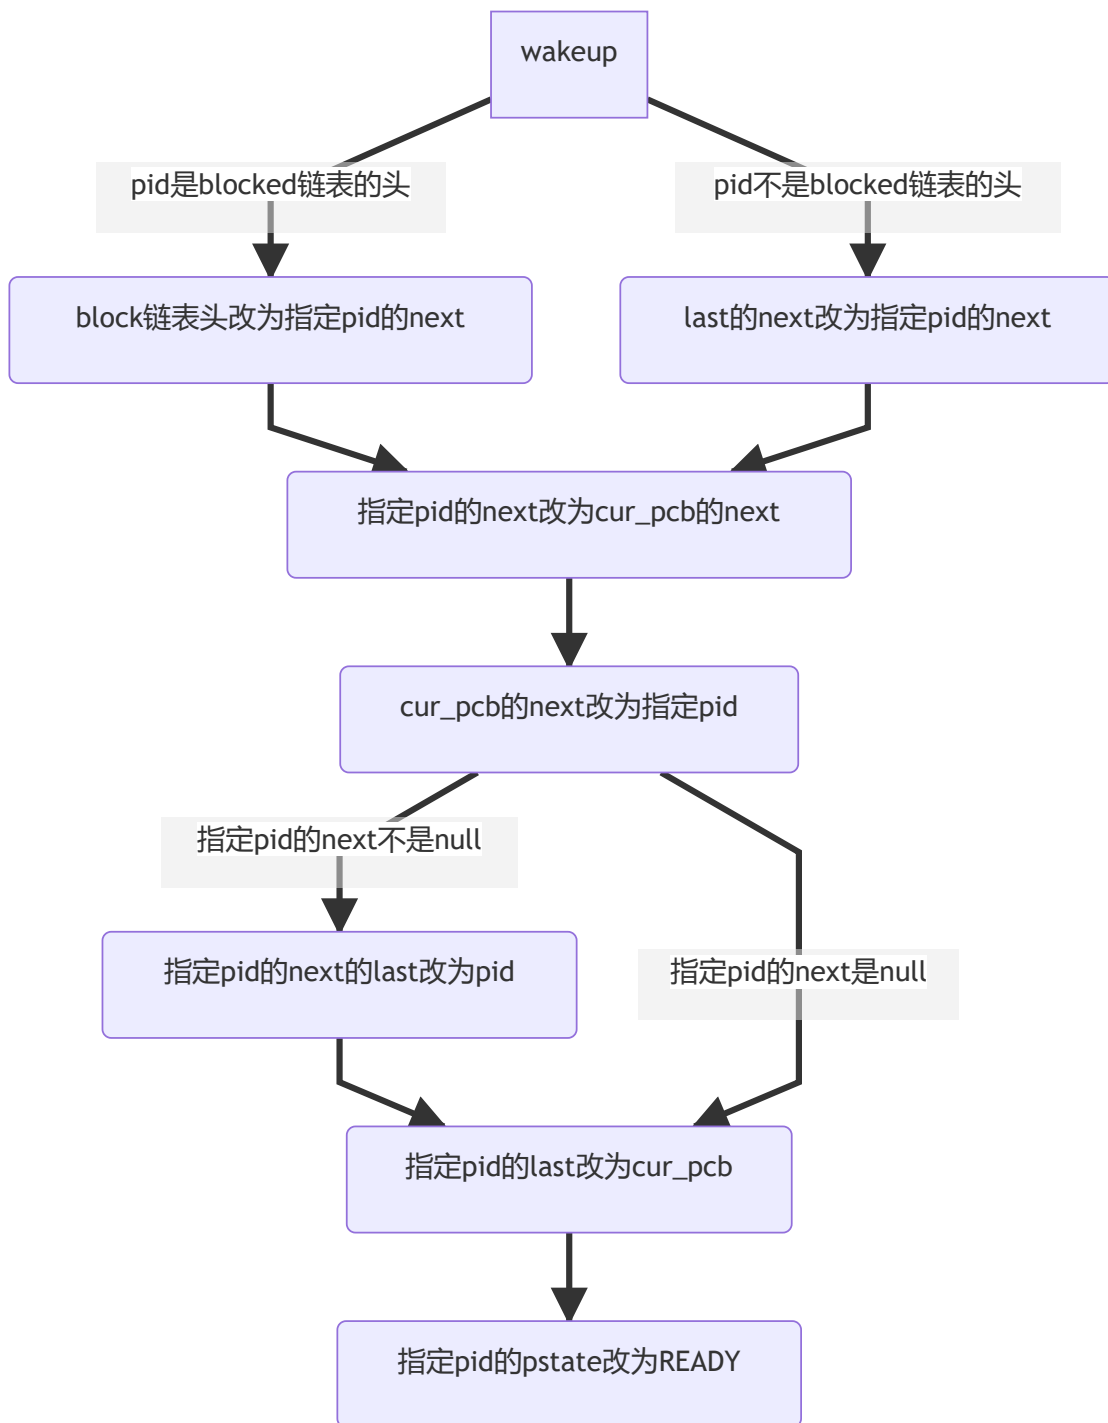 wakeup
pid是blocked链表的头
pid不是blocked链表的头
block链表头改为指定pid的next
last的next改为指定pid的next
指定pid的next改为cur_pcb的next
cur_pcb的next改为指定pid
指定pid的next不是null
指定pid的next的last改为pid
指定pid的next是null
指定pid的last改为cur_pcb
指定pid的pstate改为READY